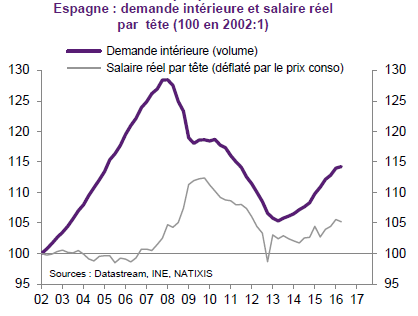 Espagne : demande intérieure et salaire réel
par tête (100 en 2002:1)
Demande intérieure (volume)
Salaire réel par tête (déflaté par le prix conso)
130 130
125 125
120 120
115 115
110 110
105 105
100 100
95 95
Sources : Datastream, INE, NATIXIS
02 03 04 05 06 07 08 09 10 11 12 13 14 15 16 17